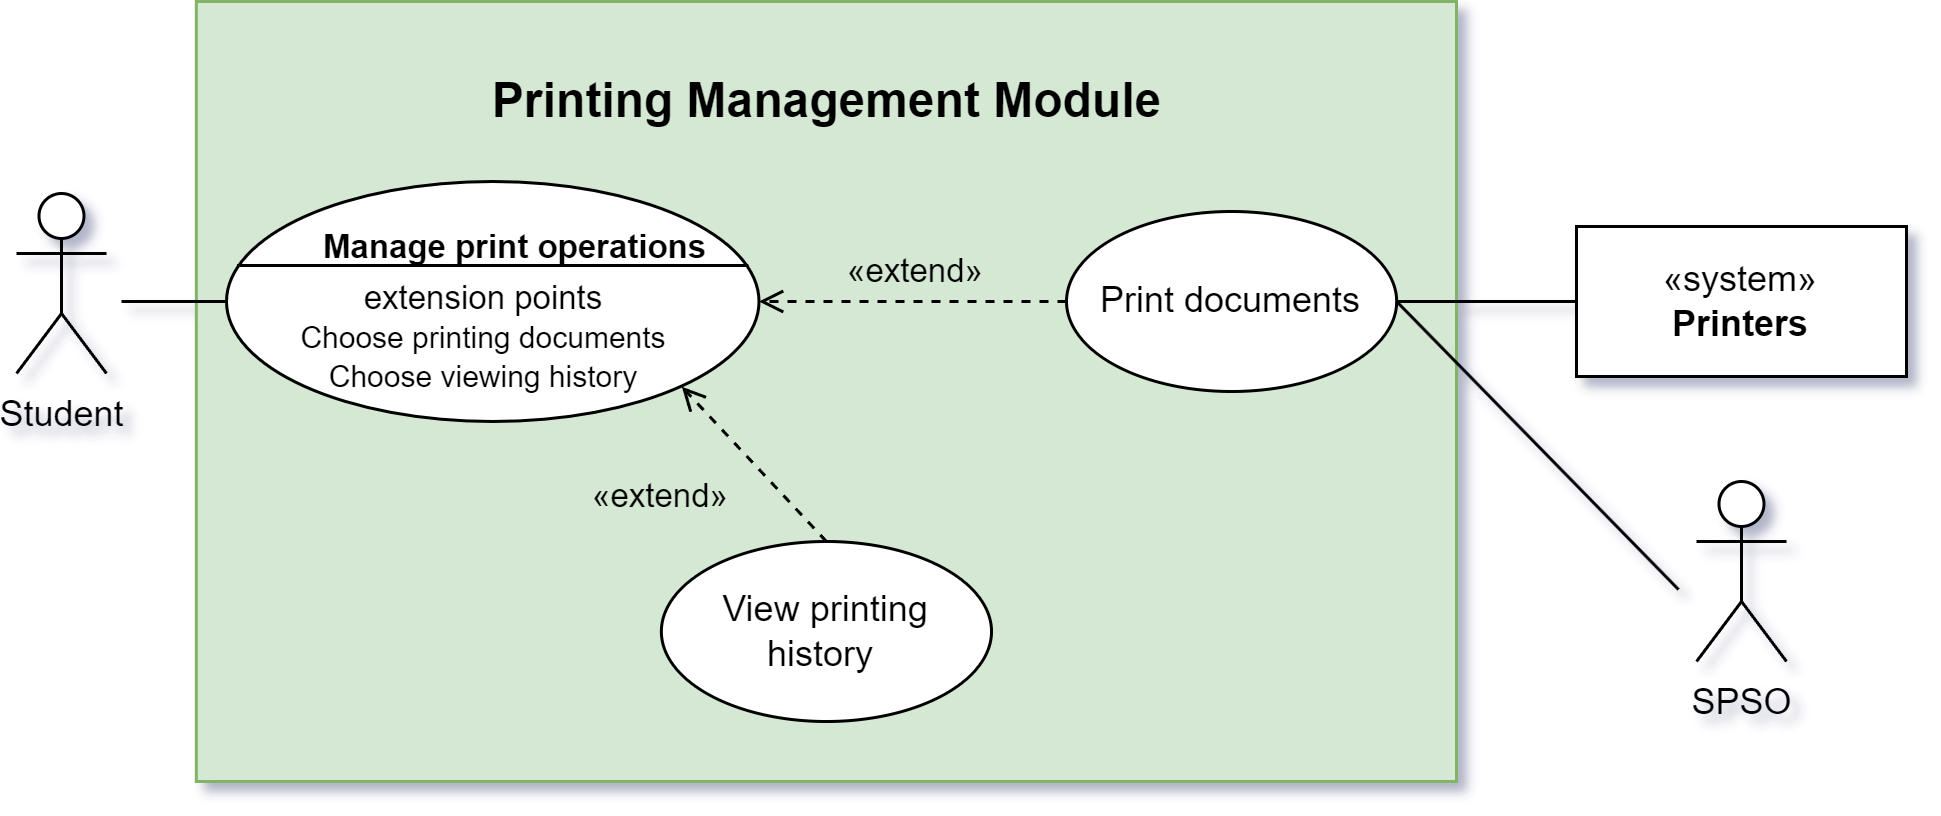 Printing Management Module
Student
Manage print operations
extension points
Choose printing documents
Choose viewing history
«extend»
Print documents
«system»
Printers
«extend»
View printing
history
SPSO